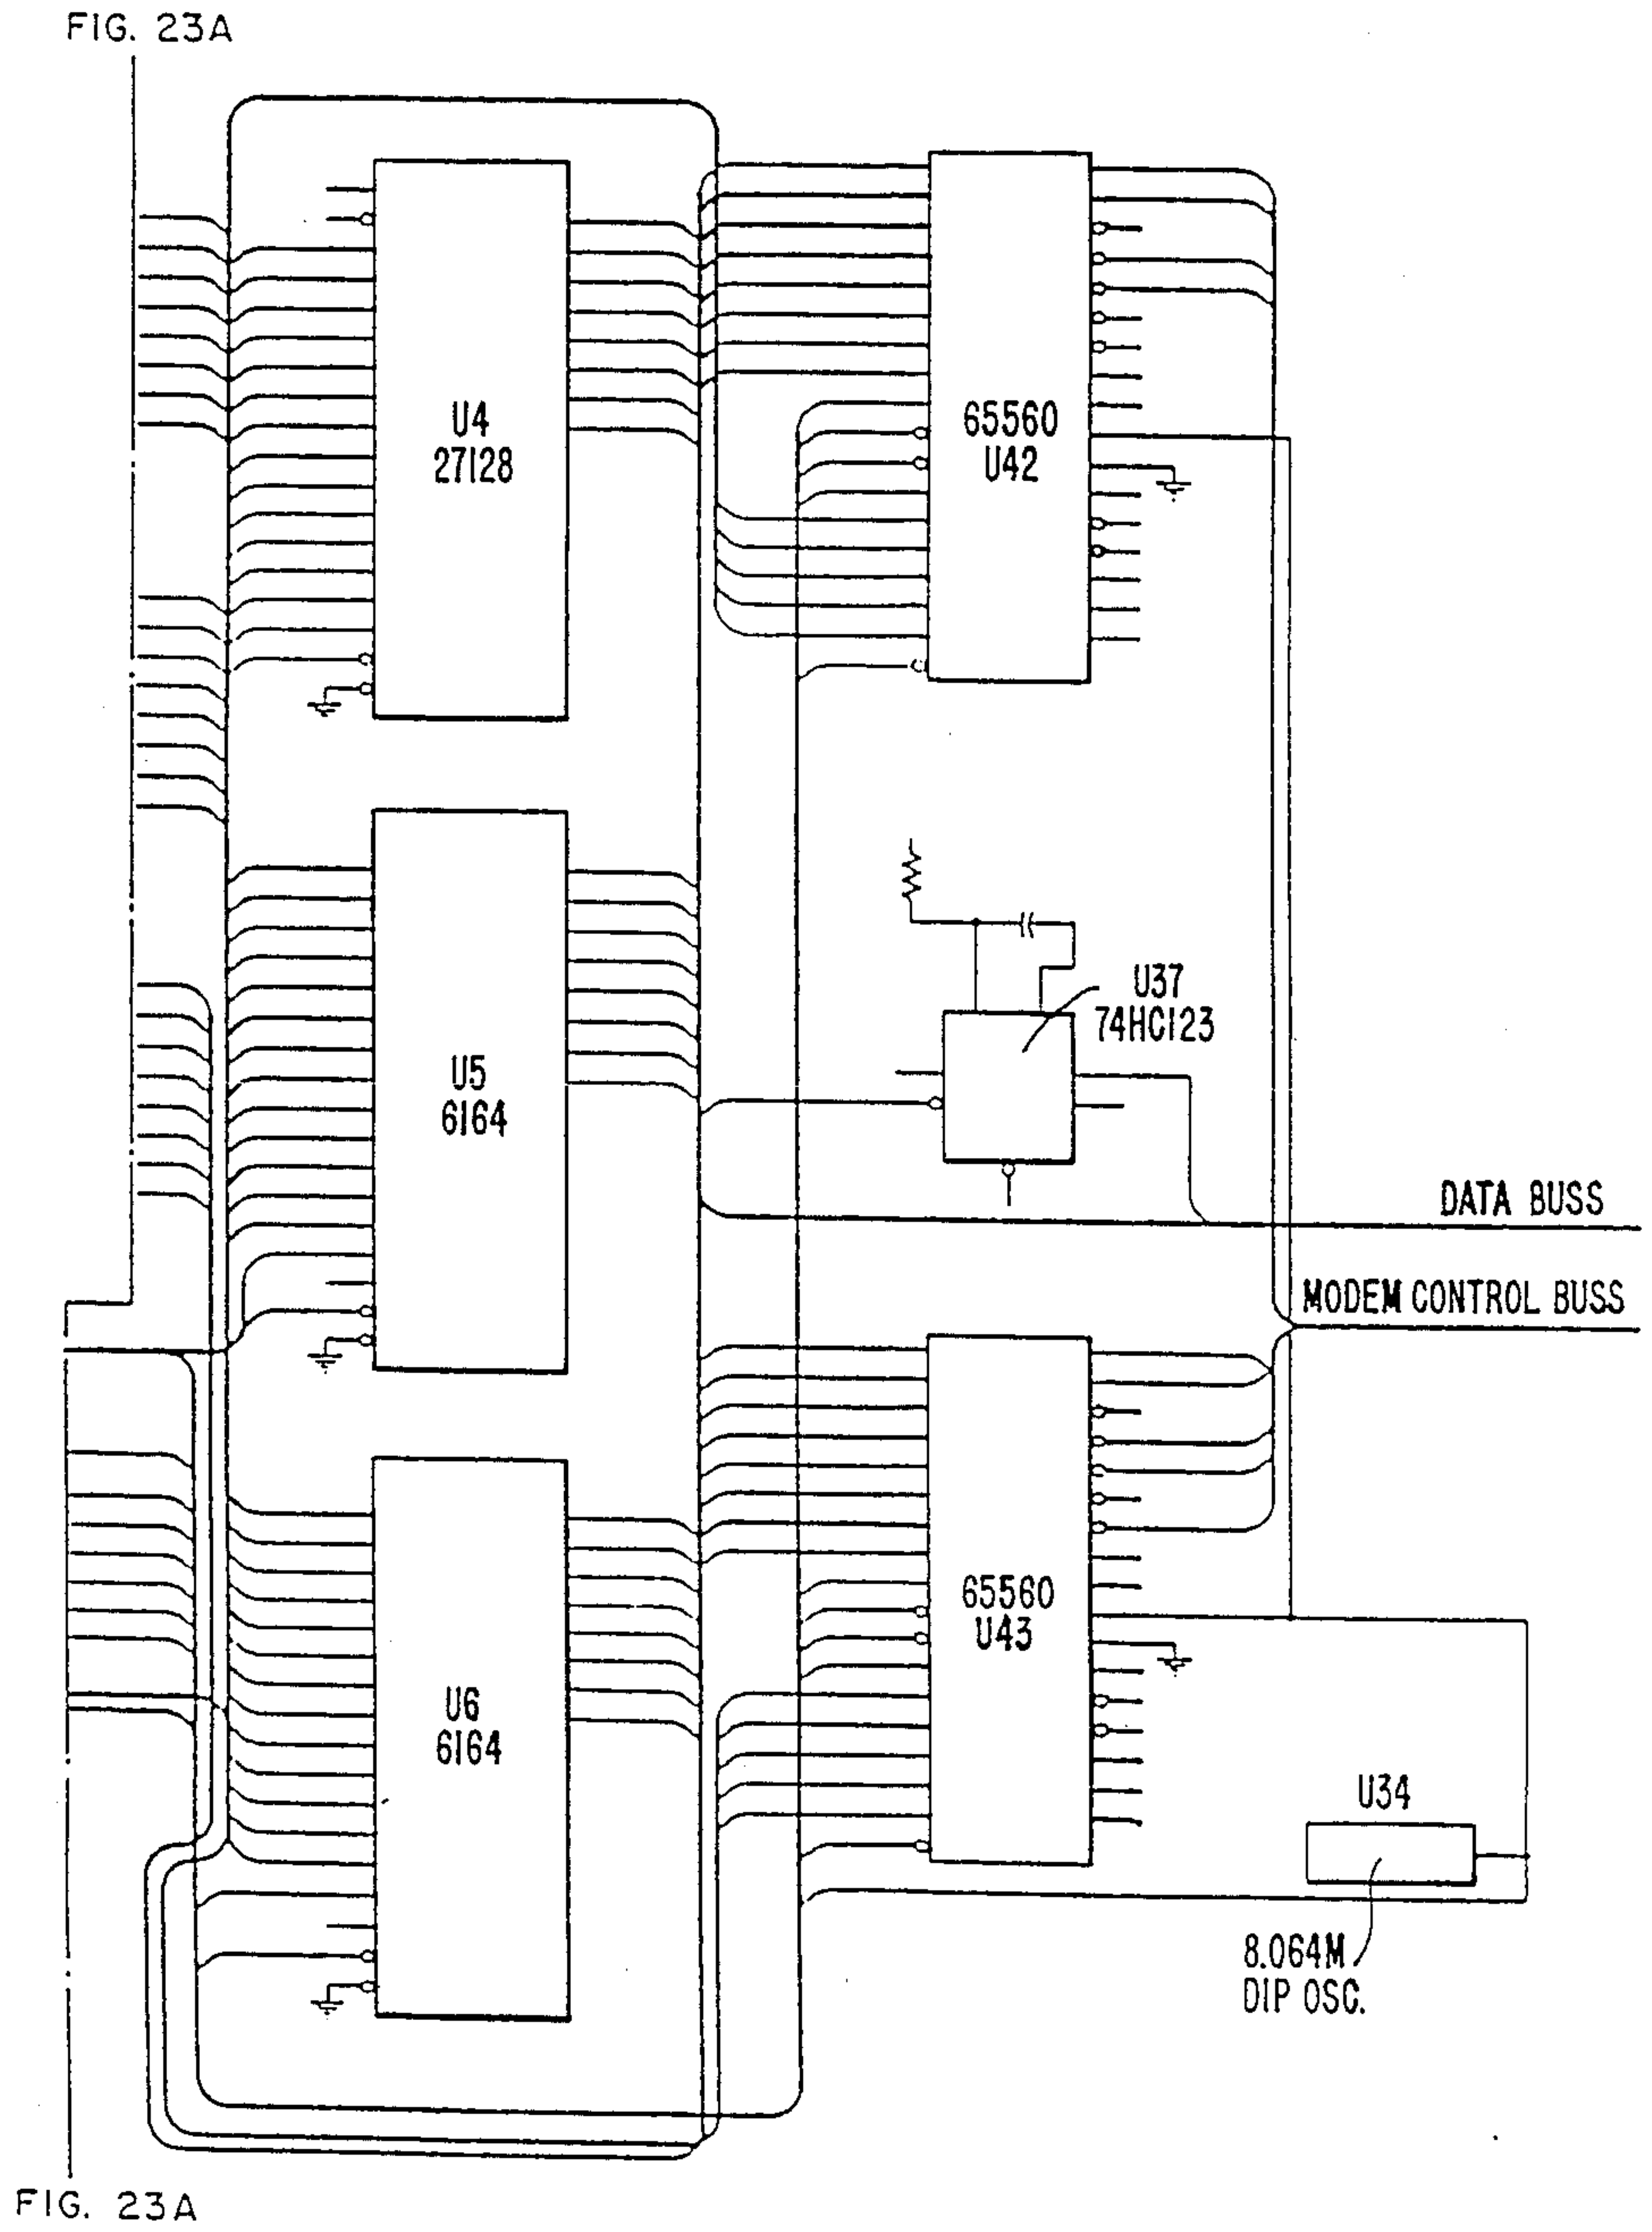 FIG. 23A
U4
27128
65560
U42
U37
74HC123
U5
6164
DATA BUSS
MODEM CONTROL BUSS
65560
U43
U6
6164
U34
8.064M
DIP OSC.
FIG. 23A